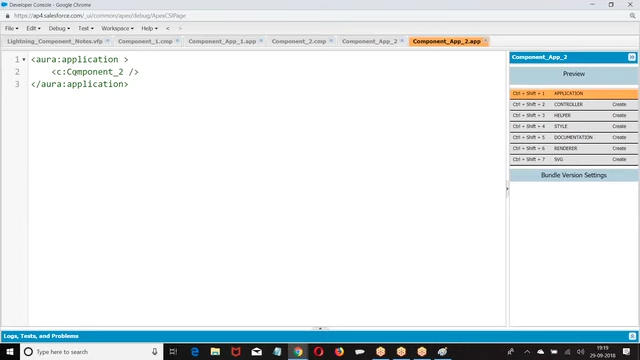 Developer Console - Google Chrome
https://ap4.salesforce.com/_ui/common/apex/debug/ApexCSIPage
File Edit Debug Test Workspace Help < >
Lightning_Component_Notes.vfp Component_1.cmp Component_App_1.app Component_2.cmp Component_App_2 Component_App_2.app
1 <aura:application >
2 <c:Component_2 />
3 </aura:application>
Component_App_2
Preview
Ctrl + Shift + 1 APPLICATION
Ctrl + Shift + 2 CONTROLLER Create
Ctrl + Shift + 3 HELPER Create
Ctrl + Shift + 4 STYLE Create
Ctrl + Shift + 5 DOCUMENTATION Create
Ctrl + Shift + 6 RENDERER Create
Ctrl + Shift + 7 SVG Create
Bundle Version Settings
Logs, Tests, and Problems
Type here to search
19:19
29-09-2018